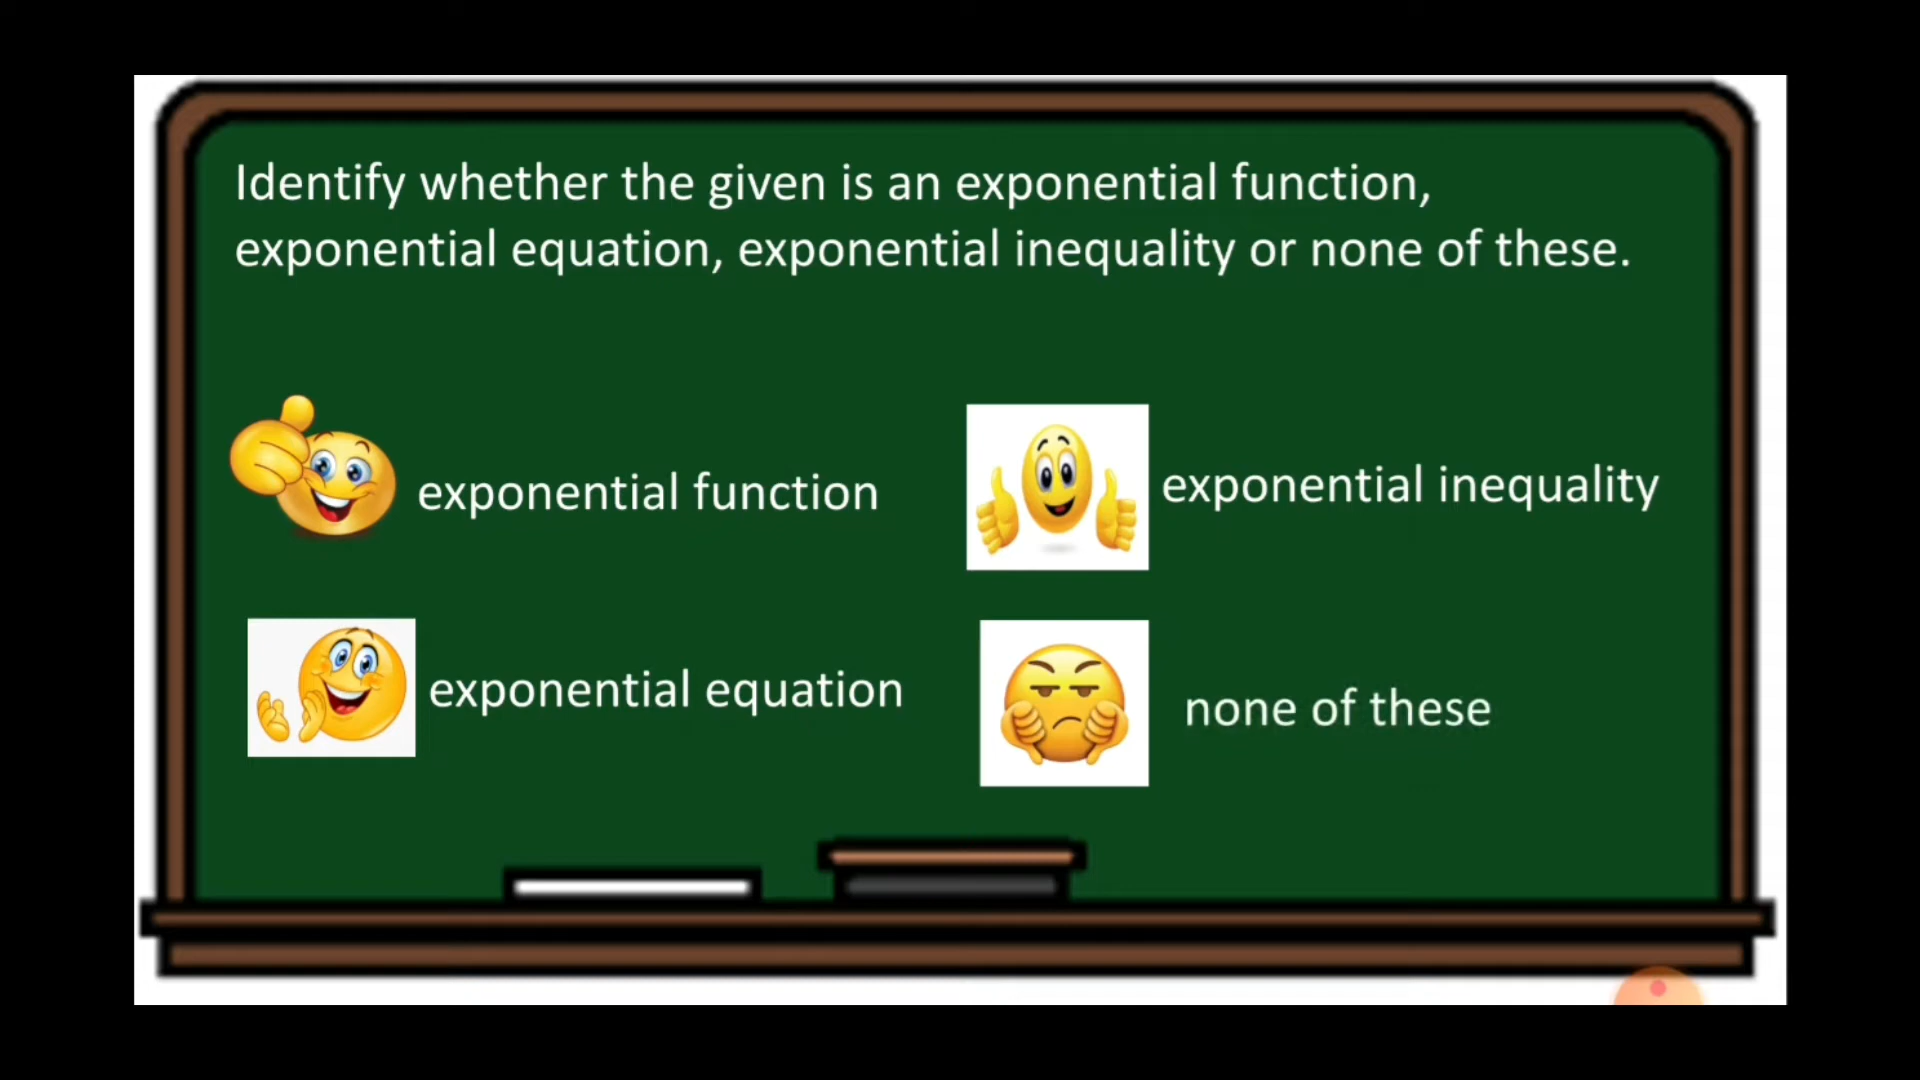 Identify whether the given is an exponential function,
exponential equation, exponential inequality or none of these.
exponential function
exponential inequality
exponential equation
none of these